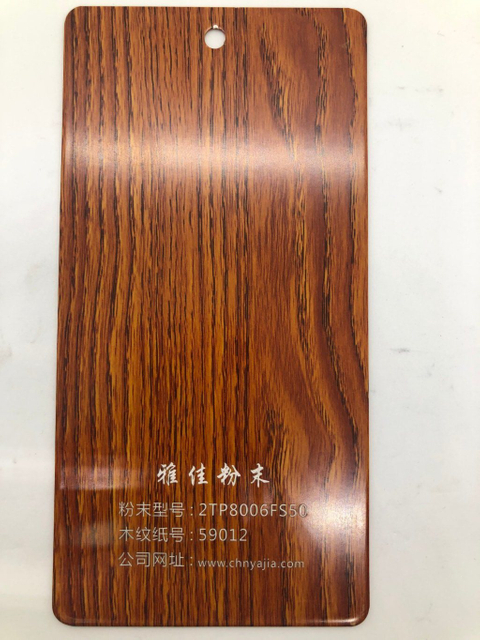 雅佳粉末
粉末型号：2TP8006FS50
木纹纸号：59012
公司网址：www.chnyajia.com